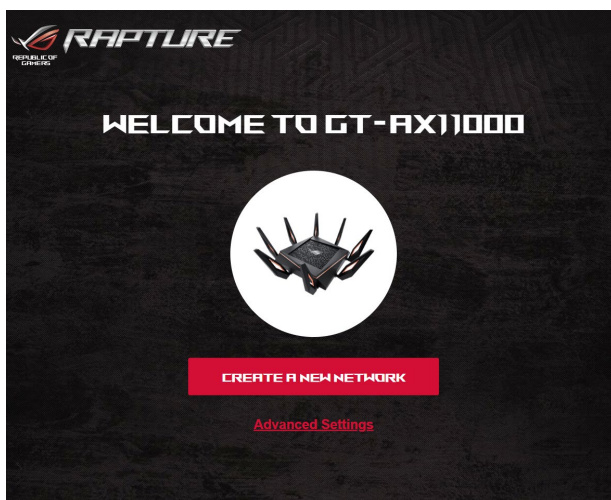 RAPTURE
REPUBLIC OF
GAMERS
WELCOME TO GT-AX11000
CREATE A NEW NETWORK
Advanced Settings